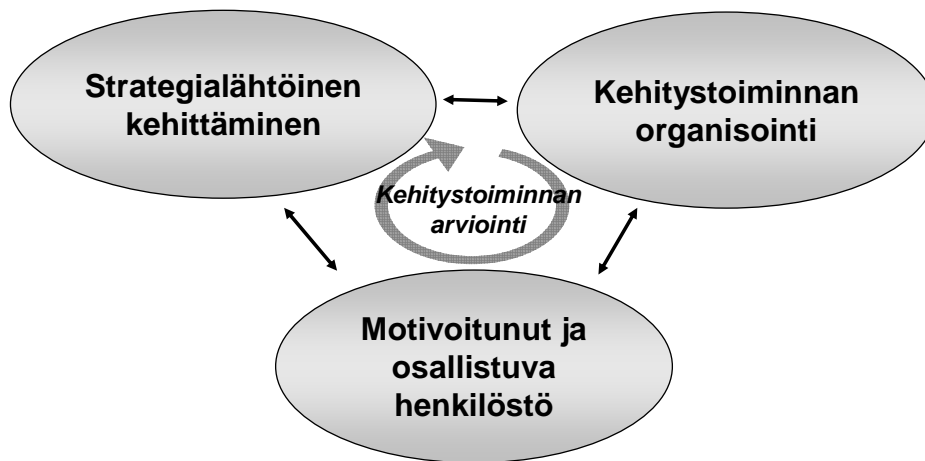 Strategialähtöinen
kehittäminen
Kehitystoiminnan
organisointi
Kehitystoiminnan
arviointi
Motivoitunut ja
osallistuva
henkilöstö